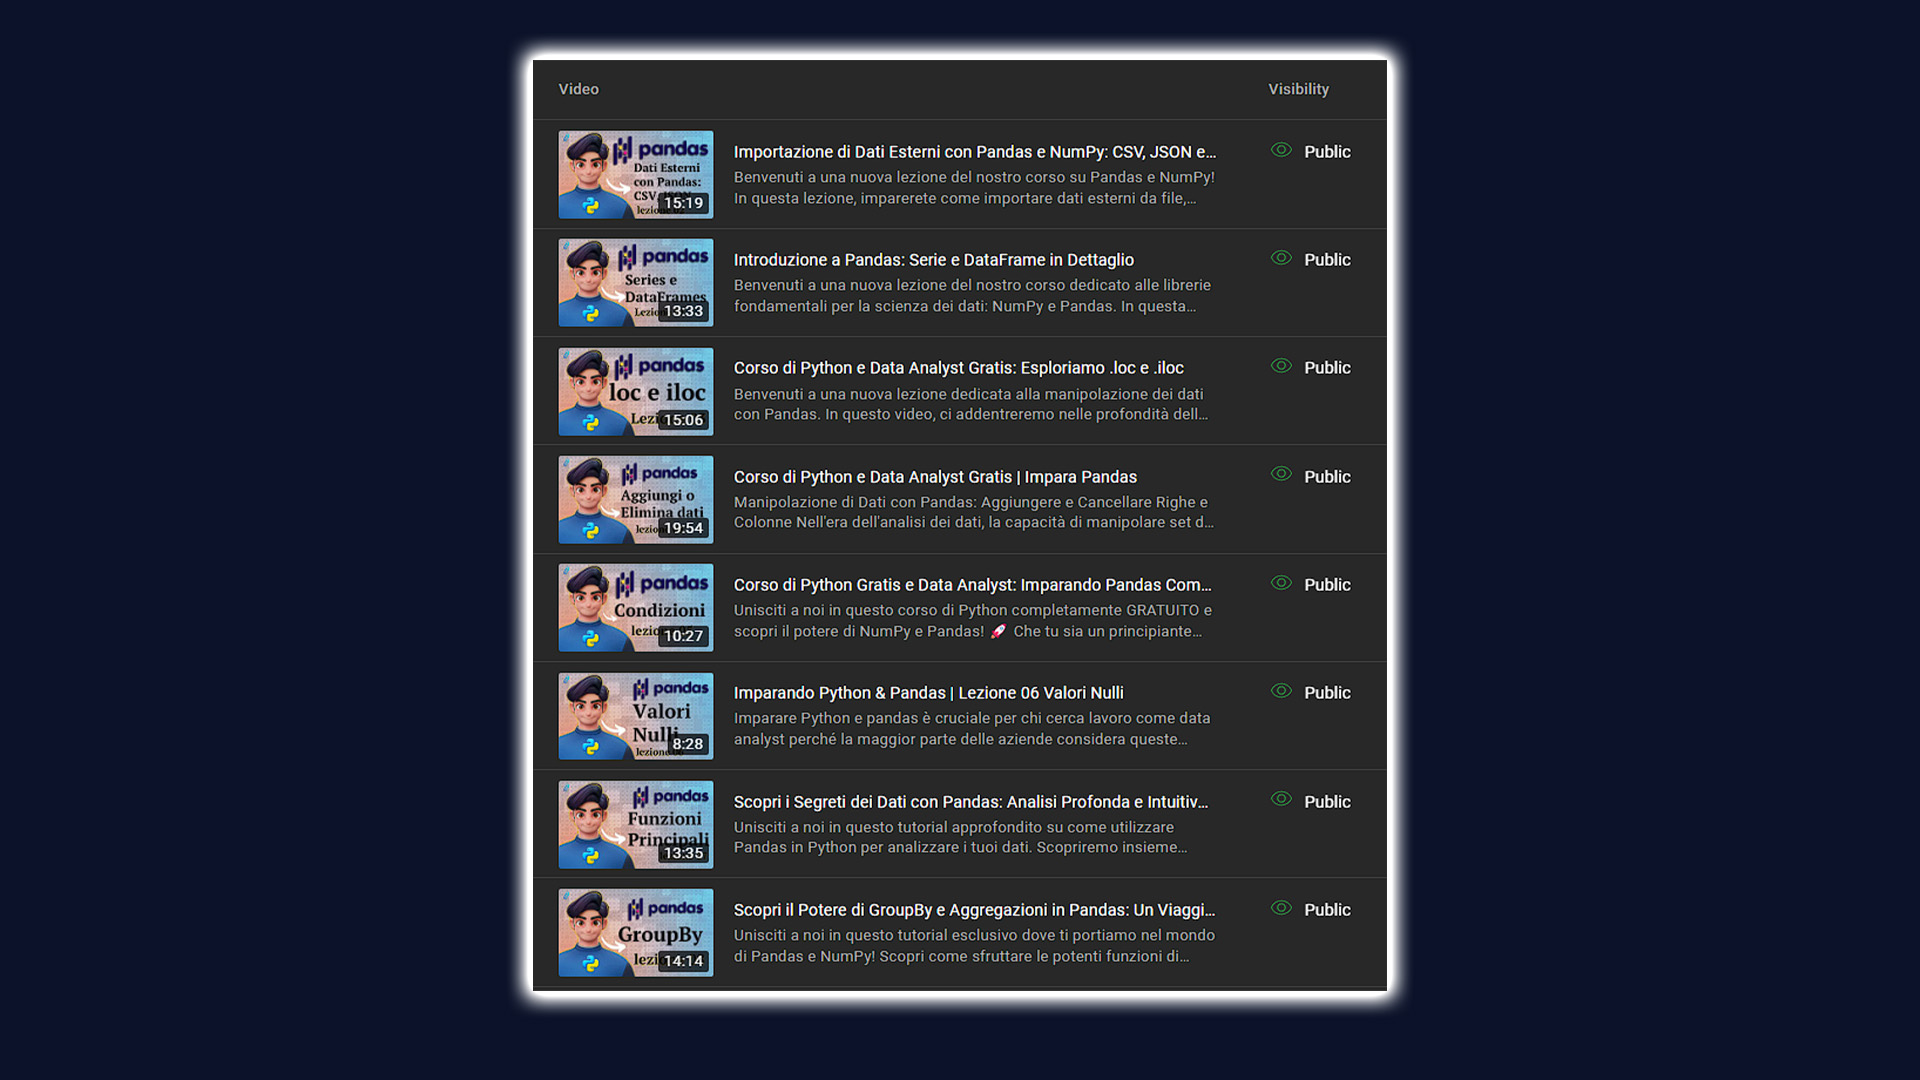 Video
Visibility
pandas
Dati Esterni
con Pandas:
CSV,
15:19
Importazione di Dati Esterni con Pandas e NumPy: CSV, JSON e...
Benvenuti a una nuova lezione del nostro corso su Pandas e NumPy!
In questa lezione, imparerete come importare dati esterni da file,...
Public
pandas
Series e
DataFrames
13:33
Introduzione a Pandas: Serie e DataFrame in Dettaglio
Benvenuti a una nuova lezione del nostro corso dedicato alle librerie
fondamentali per la scienza dei dati: NumPy e Pandas. In questa...
Public
pandas
loc e iloc
15:06
Corso di Python e Data Analyst Gratis: Esploriamo .loc e .iloc
Benvenuti a una nuova lezione dedicata alla manipolazione dei dati
con Pandas. In questo video, ci addentreremo nelle profondità dell...
Public
pandas
Aggiungi o
Elimina dati
19:54
Corso di Python e Data Analyst Gratis | Impara Pandas
Manipolazione di Dati con Pandas: Aggiungere e Cancellare Righe e
Colonne Nell'era dell'analisi dei dati, la capacità di manipolare set d...
Public
pandas
Condizioni
10:27
Corso di Python Gratis e Data Analyst: Imparando Pandas Com...
Unisciti a noi in questo corso di Python completamente GRATUITO e
scopri il potere di NumPy e Pandas! 🚀 Che tu sia un principiante...
Public
pandas
Valori
Nulli
8:28
Imparando Python & Pandas | Lezione 06 Valori Nulli
Imparare Python e pandas è cruciale per chi cerca lavoro come data
analyst perché la maggior parte delle aziende considera queste...
Public
pandas
Funzioni
Principali
13:35
Scopri i Segreti dei Dati con Pandas: Analisi Profonda e Intuitiv...
Unisciti a noi in questo tutorial approfondito su come utilizzare
Pandas in Python per analizzare i tuoi dati. Scopriremo insieme...
Public
pandas
GroupBy
14:14
Scopri il Potere di GroupBy e Aggregazioni in Pandas: Un Viaggi...
Unisciti a noi in questo tutorial esclusivo dove ti portiamo nel mondo
di Pandas e NumPy! Scopri come sfruttare le potenti funzioni di...
Public